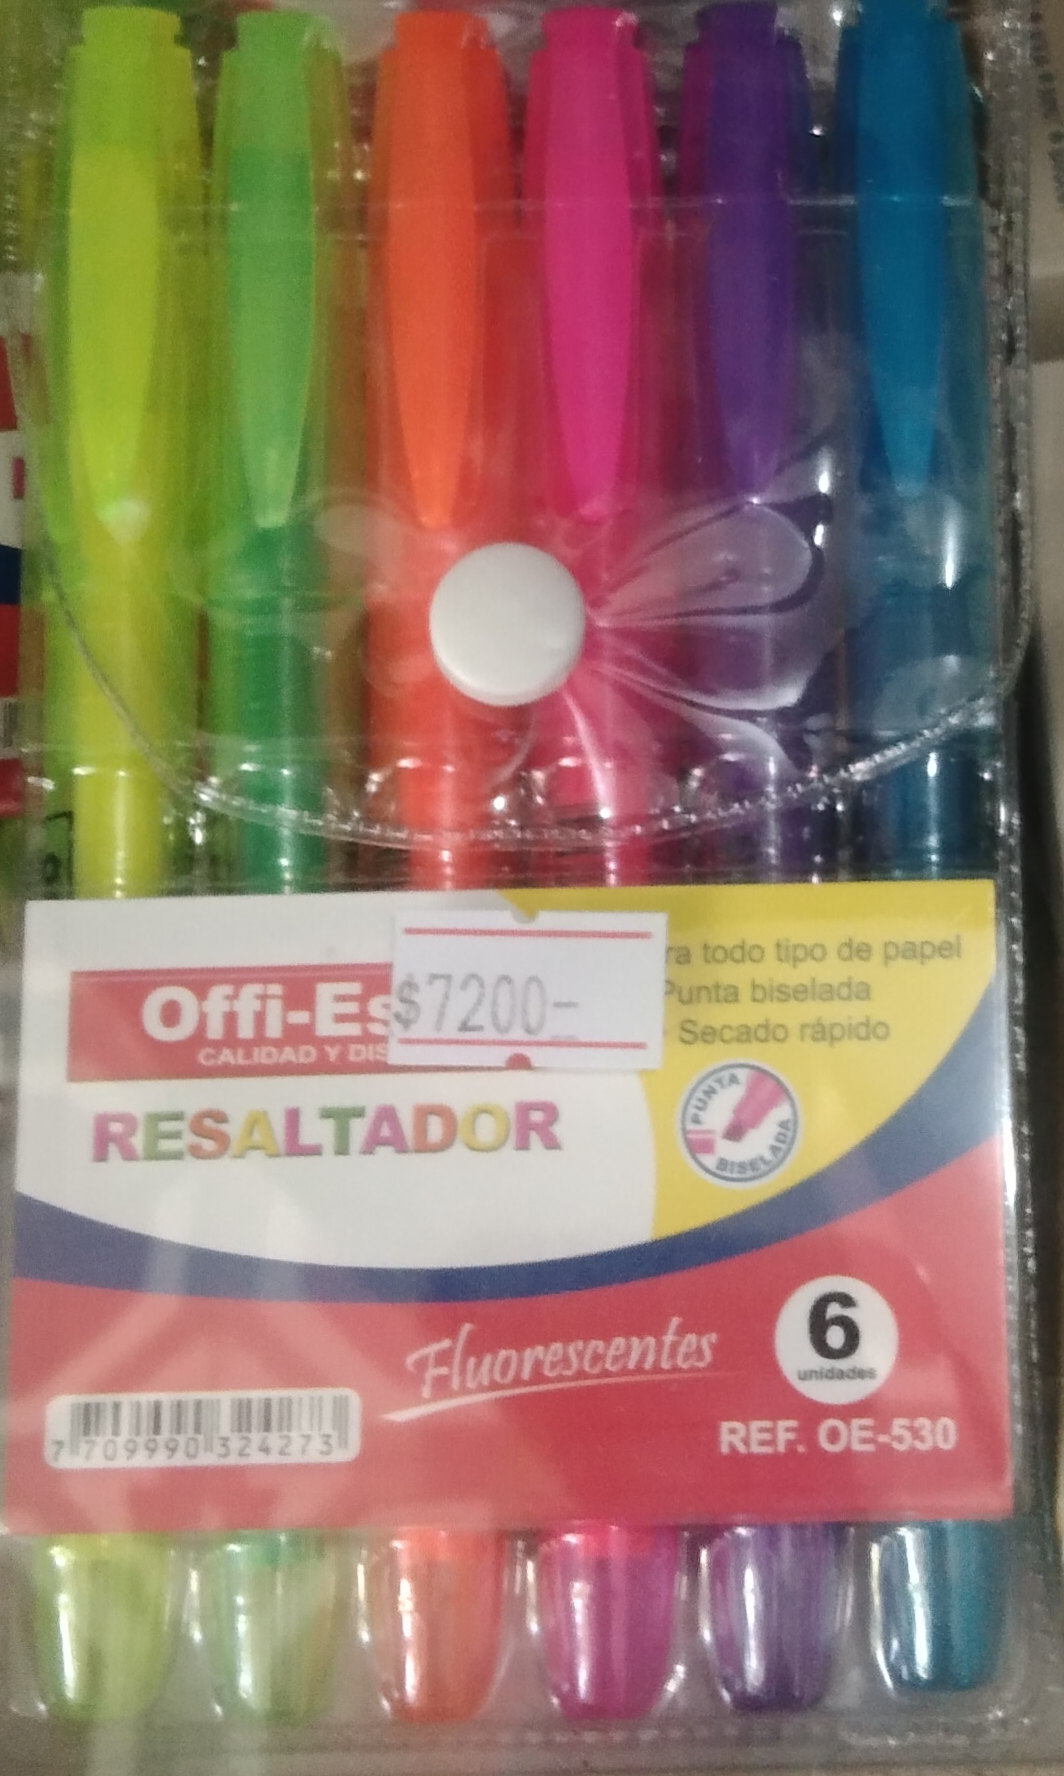 $7200-
Offi-Es
CALIDAD Y DIS
RESALTADOR
ra todo tipo de papel
Punta biselada
Secado rápido
PUNTA
BISELADA
Fluorescentes
6
unidades
REF. OE-530
7 709990 324273